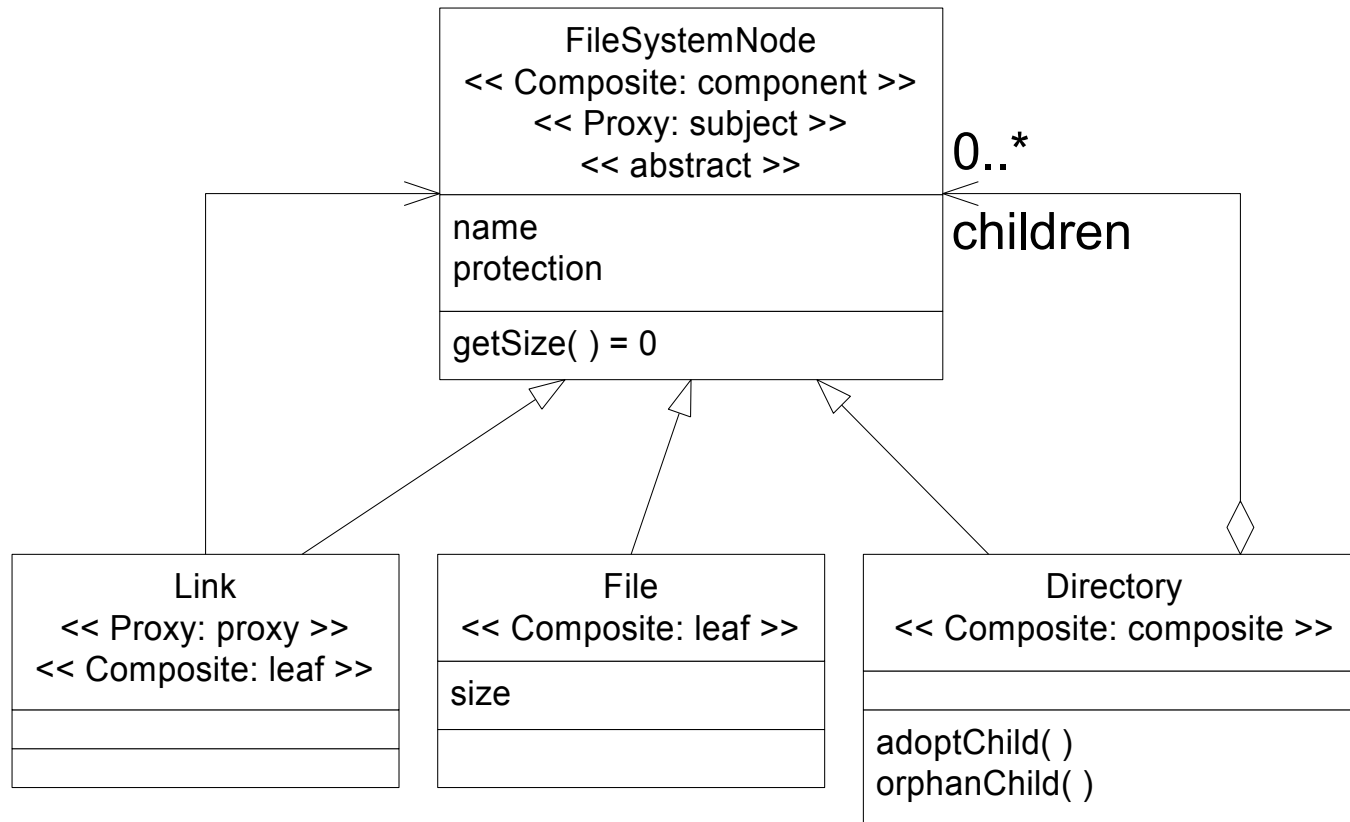 FileSystemNode
<< Composite: component >>
<< Proxy: subject >>
<< abstract >>
0..*
name
protection
children
getSize( ) = 0
Link
<< Proxy: proxy >>
<< Composite: leaf >>
File
<< Composite: leaf >>
size
Directory
<< Composite: composite >>
adoptChild( )
orphanChild( )